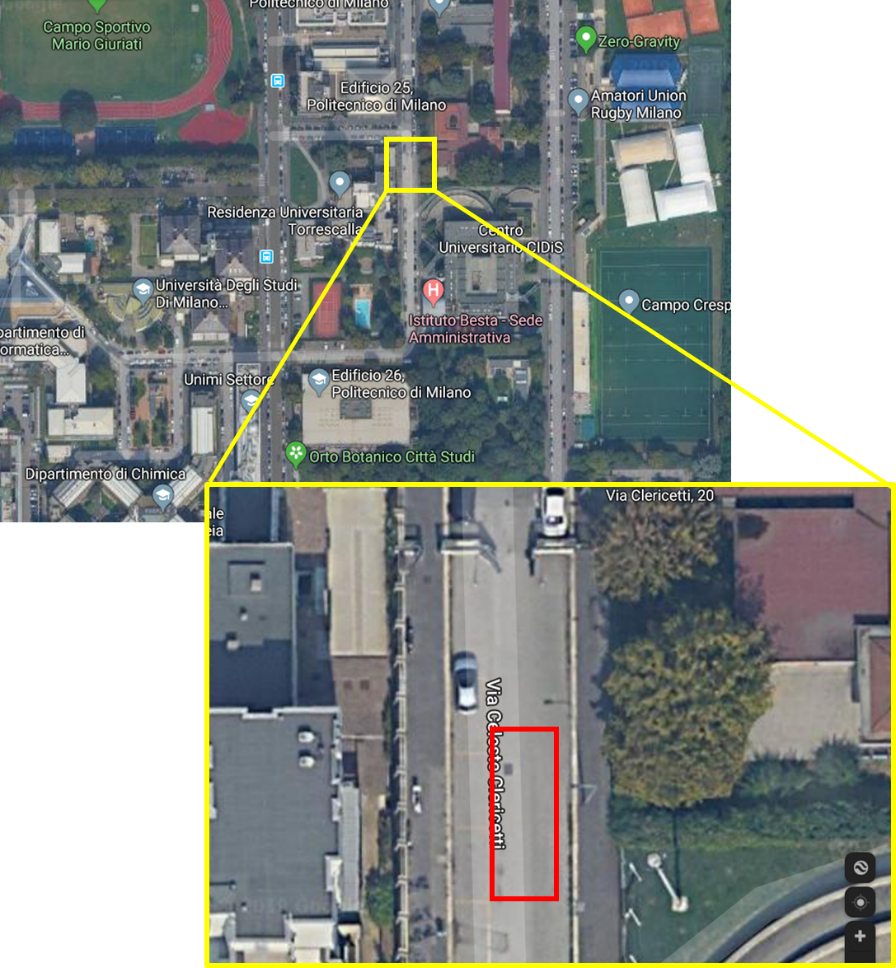 Politecnico di Milano
Campo Sportivo
Mario Giuriati
Zero-Gravity
Edificio 25,
Politecnico di Milano
Amatori Union
Rugby Milano
Residenza Universitaria
Torrescalla
Centro
Universitario CIDiS
Università Degli Studi
Di Milano...
H
Campo Cresp
partimento di
ormatica...
Istituto Besta - Sede
Amministrativa
Unimi Settore
Edificio 26,
Politecnico di Milano
Orto Botanico Città Studi
Dipartimento di Chimica
ale
eia
Via Clericetti, 20
Via Celeste Clericetti